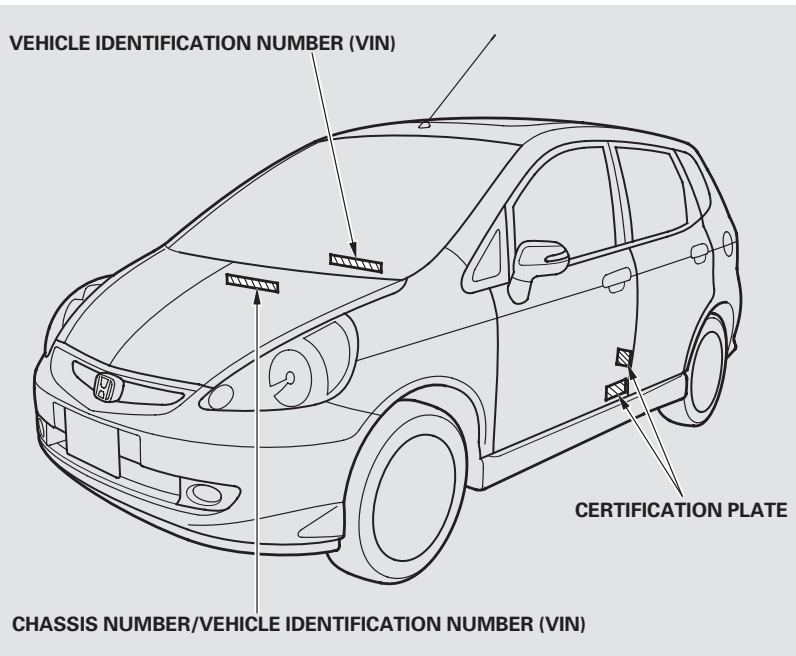 VEHICLE IDENTIFICATION NUMBER (VIN)
CERTIFICATION PLATE
CHASSIS NUMBER/VEHICLE IDENTIFICATION NUMBER (VIN)